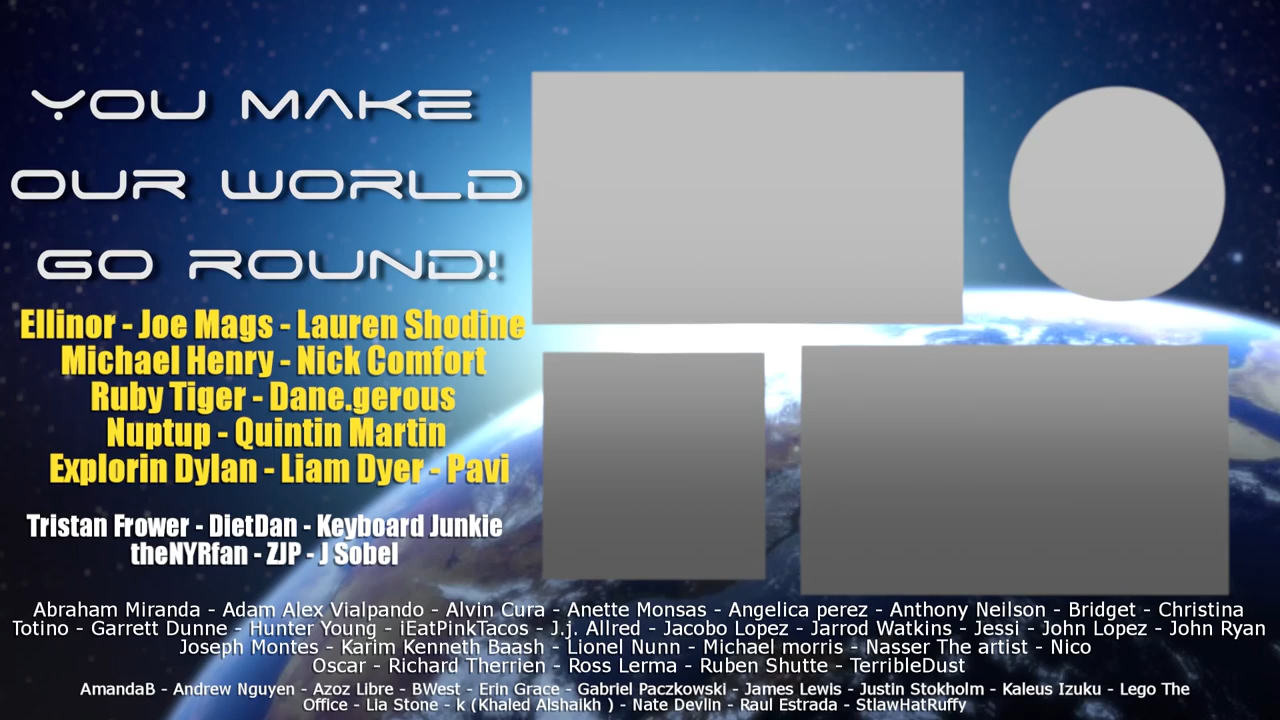 YOU MAKE
OUR WORLD
GO ROUND!
Ellinor - Joe Mags - Lauren Shodine
Michael Henry - Nick Comfort
Ruby Tiger - Dane.gerous
Nuptup - Quintin Martin
Explorin Dylan - Liam Dyer - Pavi
Tristan Frower - DietDan - Keyboard Junkie
theNYRfan - ZJP - J Sobel
Abraham Miranda - Adam Alex Vialpando - Alvin Cura - Anette Monsas - Angelica perez - Anthony Neilson - Bridget - Christina
Totino - Garrett Dunne - Hunter Young - iEatPinkTacos - J.j. Allred - Jacobo Lopez - Jarrod Watkins - Jessi - John Lopez - John Ryan
Joseph Montes - Karim Kenneth Baash - Lionel Nunn - Michael morris - Nasser The artist - Nico
Oscar - Richard Therrien - Ross Lerma - Ruben Shutte - TerribleDust
AmandaB - Andrew Nguyen - Azoz Libre - BWest - Erin Grace - Gabriel Paczkowski - James Lewis - Justin Stokholm - Kaleus Izuku - Lego The
Office - Lia Stone - k (Khaled Alshaikh ) - Nate Devlin - Raul Estrada - StlawHatRuffy